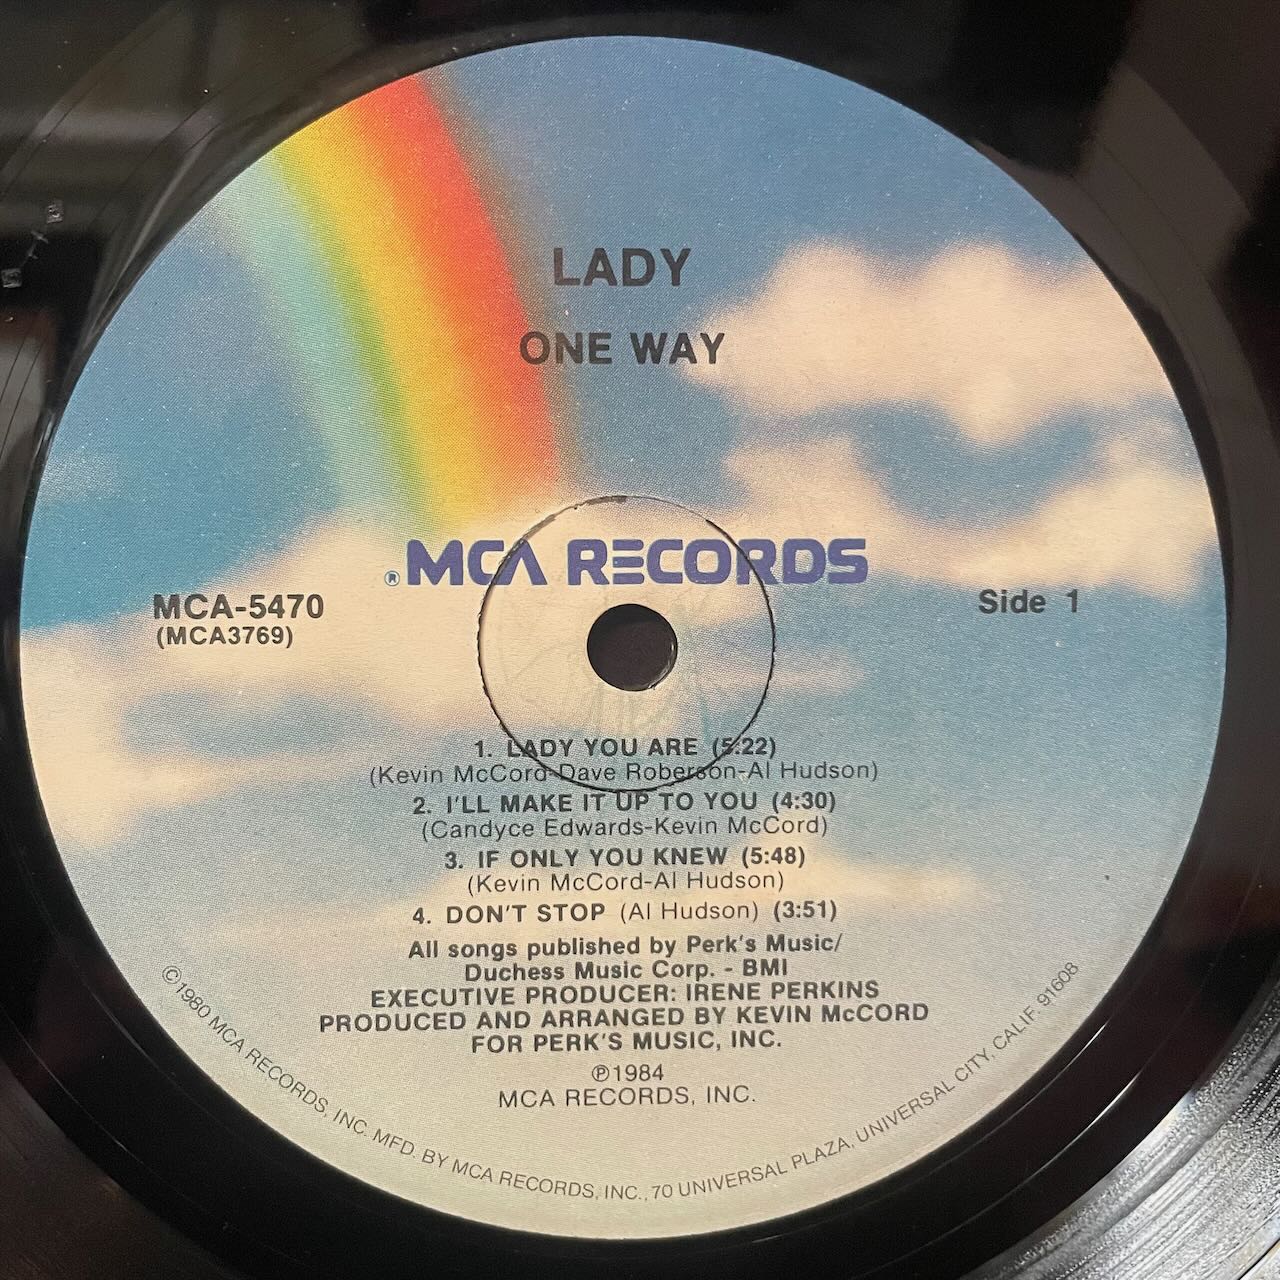 LADY
ONE WAY
® MCA RECORDS
MCA-5470
(MCA3769)
Side 1
1. LADY YOU ARE (5:22)
(Kevin McCord-Dave Roberson-Al Hudson)
2. I'LL MAKE IT UP TO YOU (4:30)
(Candyce Edwards-Kevin McCord)
3. IF ONLY YOU KNEW (5:48)
(Kevin McCord-Al Hudson)
4. DON'T STOP (Al Hudson) (3:51)
All songs published by Perk's Music/
Duchess Music Corp. - BMI
EXECUTIVE PRODUCER: IRENE PERKINS
PRODUCED AND ARRANGED BY KEVIN McCORD
FOR PERK'S MUSIC, INC.
℗1984
MCA RECORDS, INC.
©1980 MCA RECORDS, INC. MFD. BY MCA RECORDS, INC., 70 UNIVERSAL PLAZA, UNIVERSAL CITY, CALIF. 91608